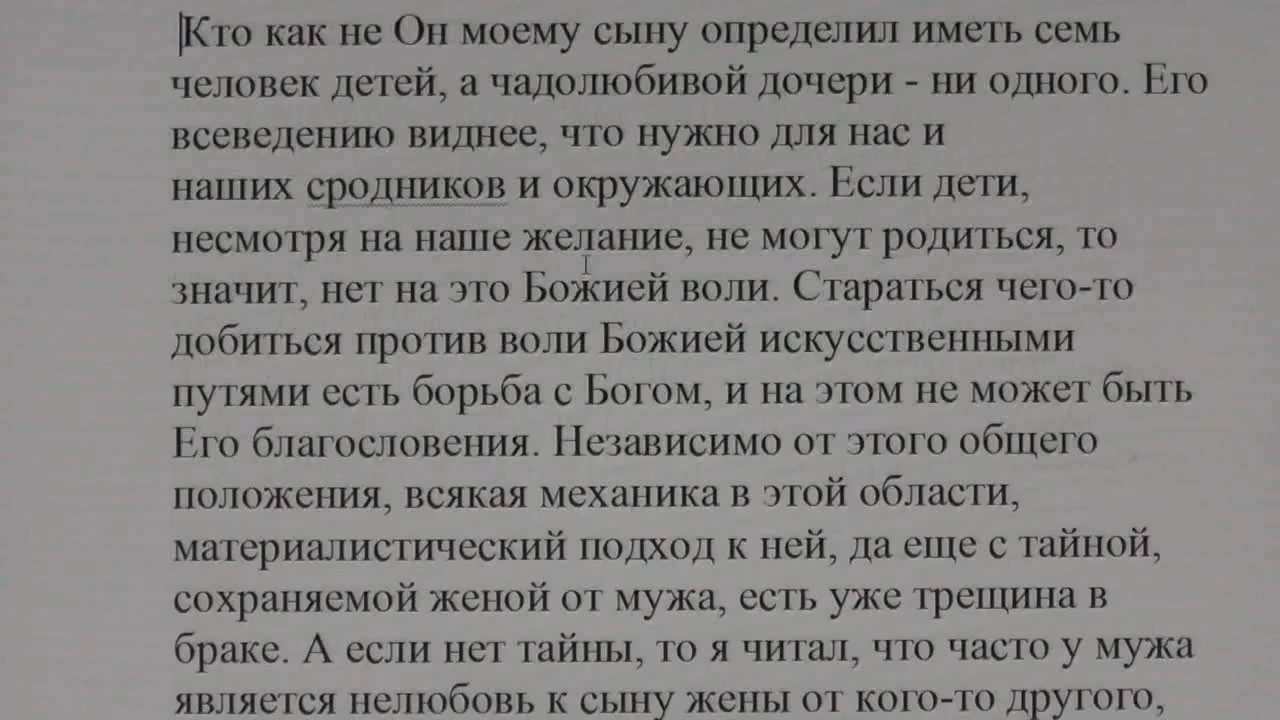 Кто как не Он моему сыну определил иметь семь
человек детей, а чадолюбивой дочери - ни одного. Его
всеведению виднее, что нужно для нас и
наших сродников и окружающих. Если дети,
несмотря на наше желание, не могут родиться, то
значит, нет на это Божией воли. Стараться чего-то
добиться против воли Божией искусственными
путями есть борьба с Богом, и на этом не может быть
Его благословения. Независимо от этого общего
положения, всякая механика в этой области,
материалистический подход к ней, да еще с тайной,
сохраняемой женой от мужа, есть уже трещина в
браке. А если нет тайны, то я читал, что часто у мужа
является нелюбовь к сыну жены от кого-то другого,